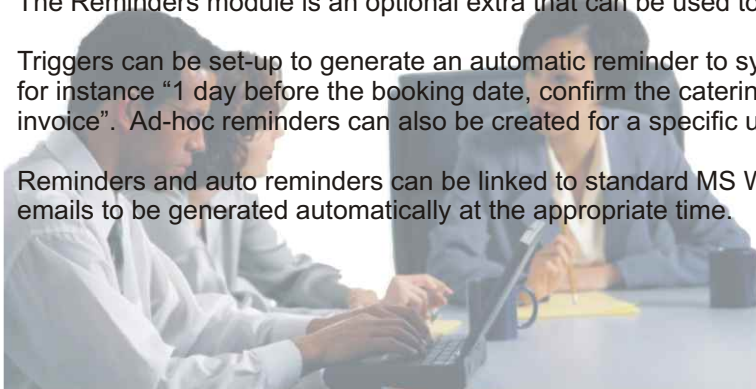 The Reminders module is an optional extra that can be used to
Triggers can be set-up to generate an automatic reminder to
for instance “1 day before the booking date, confirm the
invoice”. Ad-hoc reminders can also be created for a specific
Reminders and auto reminders can be linked to standard MS
emails to be generated automatically at the appropriate time.